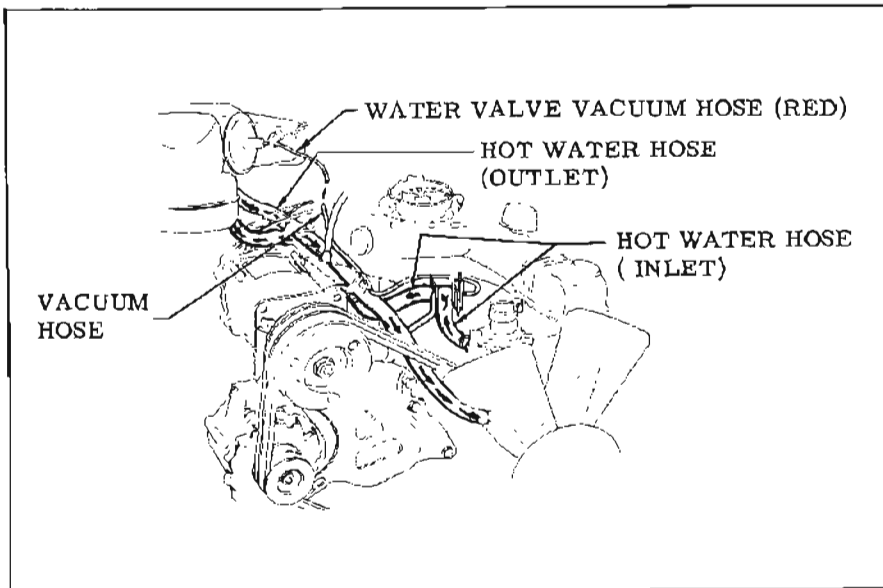 WATER VALVE VACUUM HOSE (RED)
HOT WATER HOSE
(OUTLET)
HOT WATER HOSE
( INLET)
VACUUM
HOSE